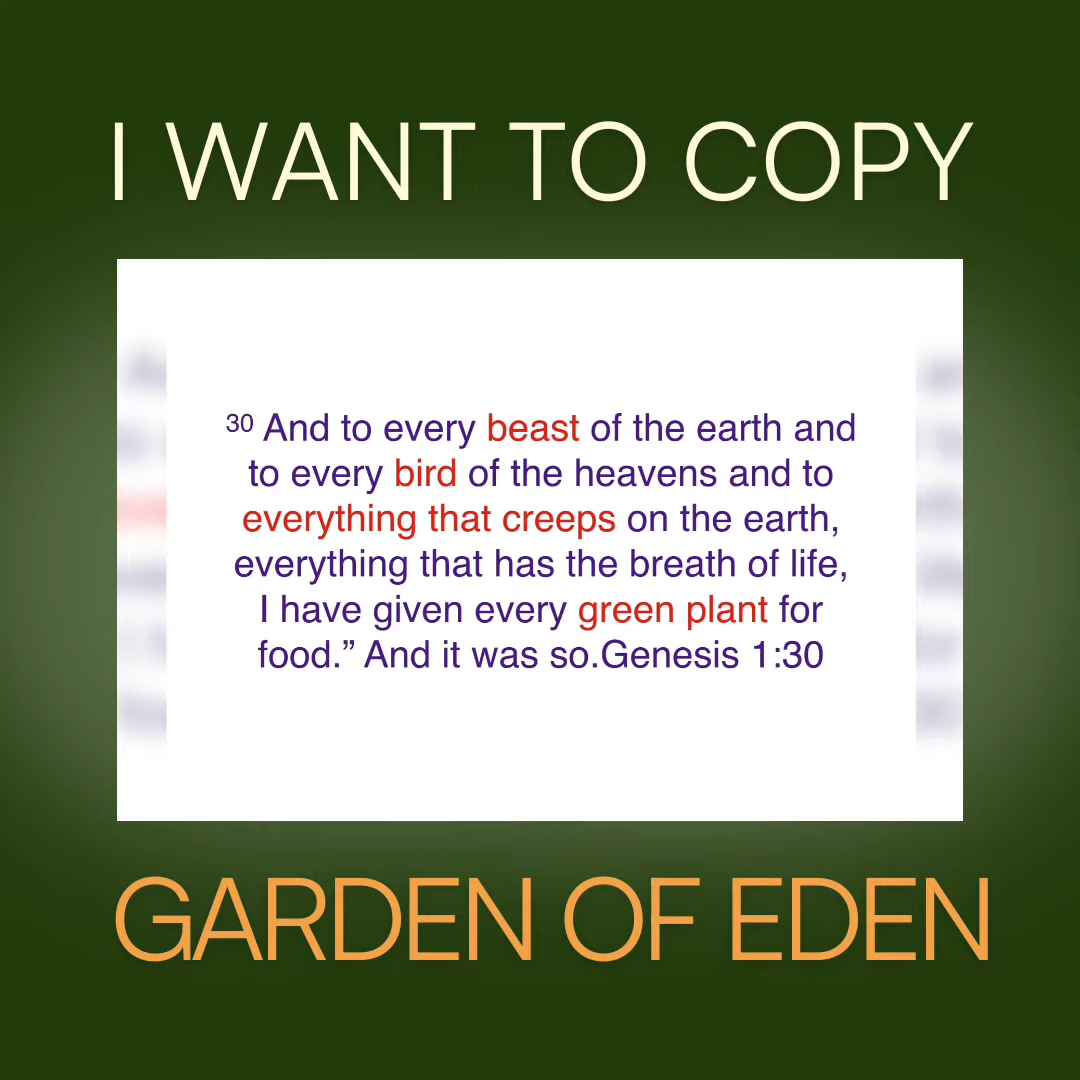 I WANT TO COPY
30 And to every beast of the earth and
to every bird of the heavens and to
everything that creeps on the earth,
everything that has the breath of life,
I have given every green plant for
food.” And it was so.Genesis 1:30
GARDEN OF EDEN